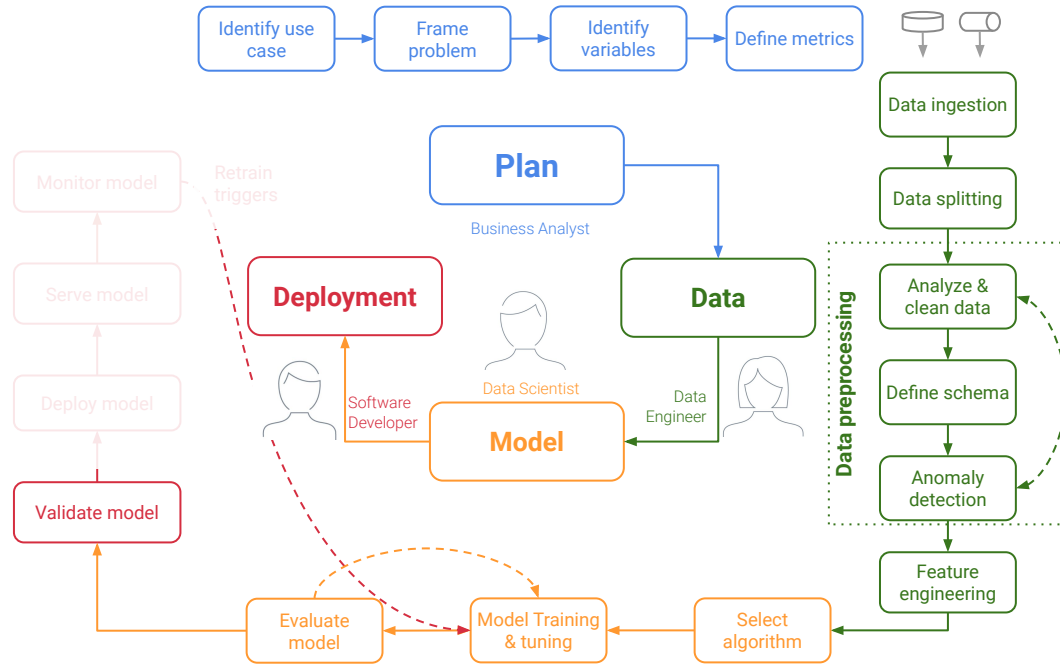 Identify use
case
Frame
problem
Identify
variables
Define metrics
Data ingestion
Data splitting
Analyze &
clean data
Define schema
Anomaly
detection
Data preprocessing
Feature
engineering
Select
algorithm
Model Training
& tuning
Evaluate
model
Validate model
Deploy model
Serve model
Monitor model
Retrain
triggers
Plan
Business Analyst
Data
Data
Engineer
Data Scientist
Model
Software
Developer
Deployment